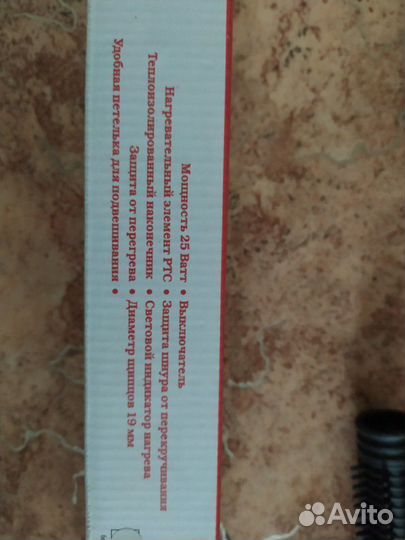 Мощность 25 Ватт • Выключатель
Нагревательный элемент PTC • Защита шнура от перекручивания
Теплоизолированный наконечник • Световой индикатор нагрева
Защита от перегрева • Диаметр щипцов 19 мм
Удобная петелька для подвешивания •
Avito